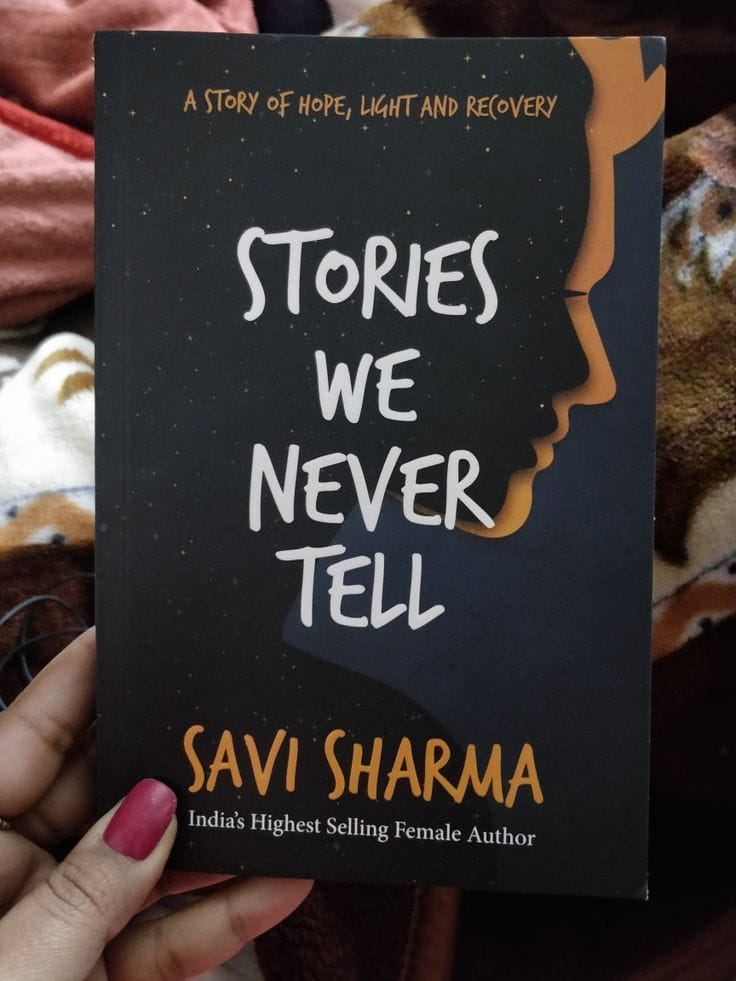 A STORY OF HOPE, LIGHT AND RECOVERY
STORIES
WE
NEVER
TELL
SAVI SHARMA
India's Highest Selling Female Author